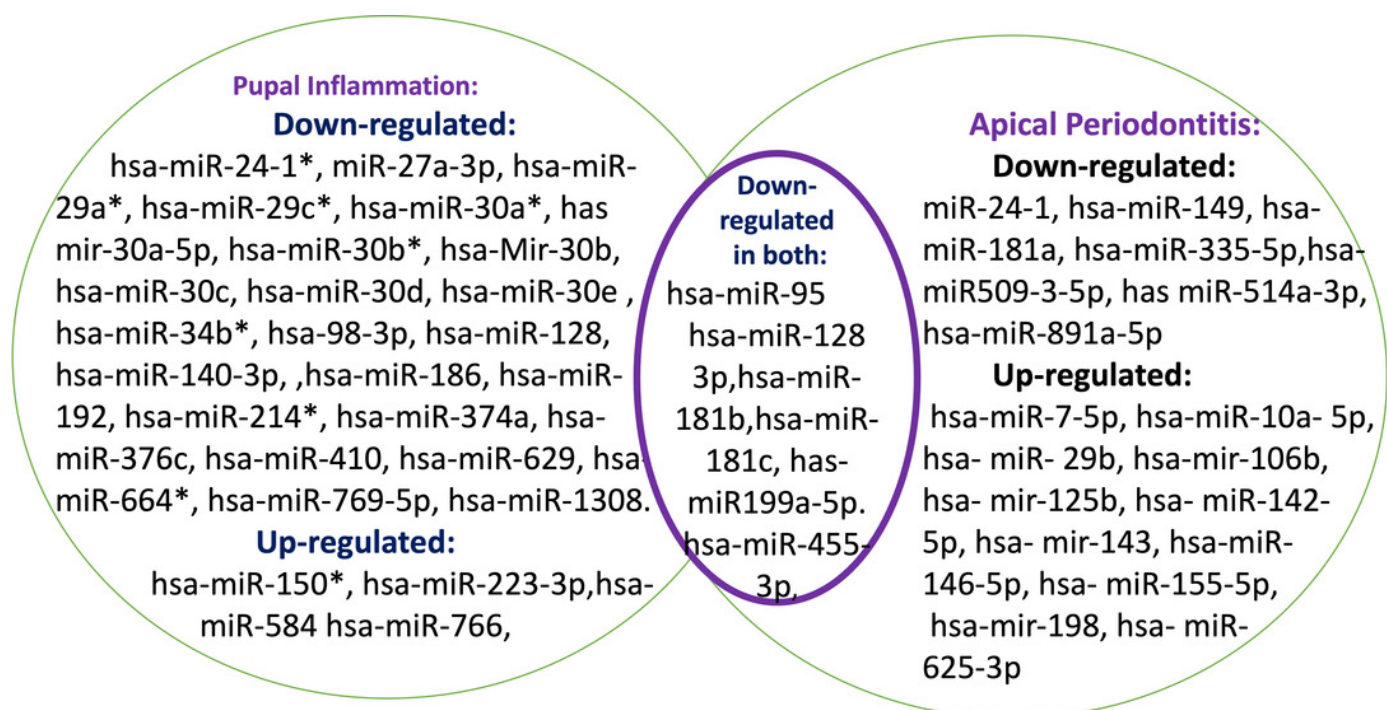 Pupal Inflammation:
Down-regulated:
hsa-miR-24-1*, miR-27a-3p, hsa-miR-
29a*, hsa-miR-29c*, hsa-miR-30a*, has
mir-30a-5p, hsa-miR-30b*, hsa-Mir-30b,
hsa-miR-30c, hsa-miR-30d, hsa-miR-30e ,
hsa-miR-34b*, hsa-98-3p, hsa-miR-128,
hsa-miR-140-3p, ,hsa-miR-186, hsa-miR-
192, hsa-miR-214*, hsa-miR-374a, hsa-
miR-376c, hsa-miR-410, hsa-miR-629, hsa-
miR-664*, hsa-miR-769-5p, hsa-miR-1308.
Up-regulated:
hsa-miR-150*, hsa-miR-223-3p,hsa-
miR-584 hsa-miR-766,
Down-
regulated
in both:
hsa-miR-95
hsa-miR-128
3p,hsa-miR-
181b,hsa-miR-
181c, has-
miR199a-5p.
hsa-miR-455-
3p,
Apical Periodontitis:
Down-regulated:
miR-24-1, hsa-miR-149, hsa-
miR-181a, hsa-miR-335-5p,hsa-
miR509-3-5p, has miR-514a-3p,
hsa-miR-891a-5p
Up-regulated:
hsa-miR-7-5p, hsa-miR-10a- 5p,
hsa- miR- 29b, hsa-mir-106b,
hsa- mir-125b, hsa- miR-142-
5p, hsa- mir-143, hsa-miR-
146-5p, hsa- miR-155-5p,
hsa-mir-198, hsa- miR-
625-3p